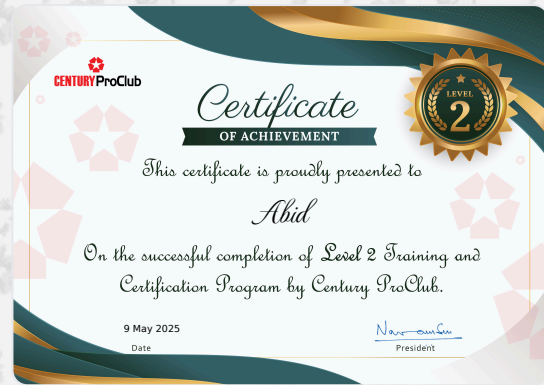 CENTURY ProClub
Certificate
OF ACHIEVEMENT
LEVEL
2
This certificate is proudly presented to
Abid
On the successful completion of Level 2 Training and
Certification Program by Century ProClub.
9 May 2025
Date
President